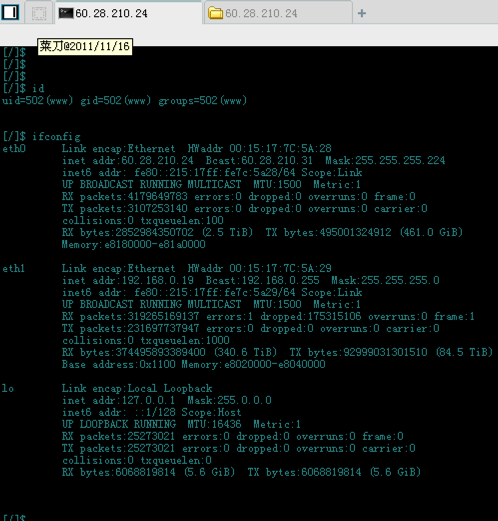 60.28.210.24
60.28.210.24
菜刀@2011/11/16
[/]$
[/]$
[/]$
[/]$ id
uid=502(www) gid=502(www) groups=502(www)
[/]$ ifconfig
eth0 Link encap:Ethernet HWaddr 00:15:17:7C:5A:28
inet addr:60.28.210.24 Bcast:60.28.210.31 Mask:255.255.255.224
inet6 addr: fe80::215:17ff:fe7c:5a28/64 Scope:Link
UP BROADCAST RUNNING MULTICAST MTU:1500 Metric:1
RX packets:4179649783 errors:0 dropped:0 overruns:0 frame:0
TX packets:3107253140 errors:0 dropped:0 overruns:0 carrier:0
collisions:0 txqueuelen:100
RX bytes:2852984350702 (2.5 TiB) TX bytes:495001324912 (461.0 GiB)
Memory:e8180000-e81a0000
eth1 Link encap:Ethernet HWaddr 00:15:17:7C:5A:29
inet addr:192.168.0.19 Bcast:192.168.0.255 Mask:255.255.255.0
inet6 addr: fe80::215:17ff:fe7c:5a29/64 Scope:Link
UP BROADCAST RUNNING MULTICAST MTU:1500 Metric:1
RX packets:319265169137 errors:1 dropped:175315106 overruns:0 frame:1
TX packets:231697737947 errors:0 dropped:0 overruns:0 carrier:0
collisions:0 txqueuelen:1000
RX bytes:374495893389400 (340.6 TiB) TX bytes:92999031301510 (84.5 TiB)
Base address:0x1100 Memory:e8020000-e8040000
lo Link encap:Local Loopback
inet addr:127.0.0.1 Mask:255.0.0.0
inet6 addr: ::1/128 Scope:Host
UP LOOPBACK RUNNING MTU:16436 Metric:1
RX packets:25273021 errors:0 dropped:0 overruns:0 frame:0
TX packets:25273021 errors:0 dropped:0 overruns:0 carrier:0
collisions:0 txqueuelen:0
RX bytes:6068819814 (5.6 GiB) TX bytes:6068819814 (5.6 GiB)
[/]$